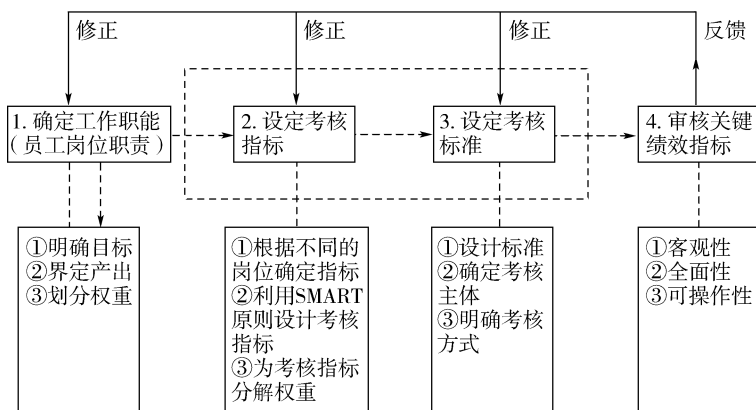 修正
修正
修正
反馈
1. 确定工作职能
(员工岗位职责)
2. 设定考核
指标
3. 设定考核
标准
4. 审核关键
绩效指标
①明确目标
②界定产出
③划分权重
①根据不同的
岗位确定指标
②利用SMART
原则设计考核
指标
③为考核指标
分解权重
①设计标准
②确定考核
主体
③明确考核
方式
①客观性
②全面性
③可操作性